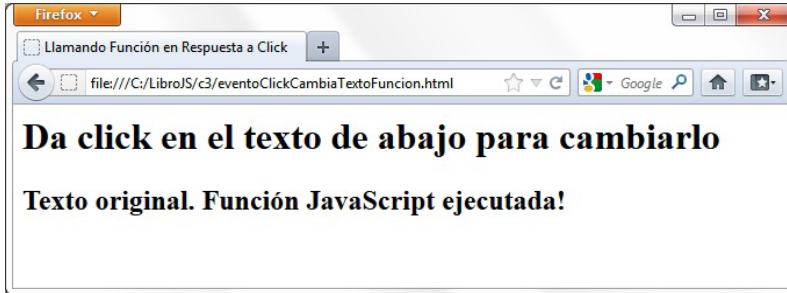 Firefox
Llamando Función en Respuesta a Click
file:///C:/LibroJS/c3/eventoClickCambiaTextoFuncion.html
Google
Da click en el texto de abajo para cambiarlo
Texto original. Función JavaScript ejecutada!